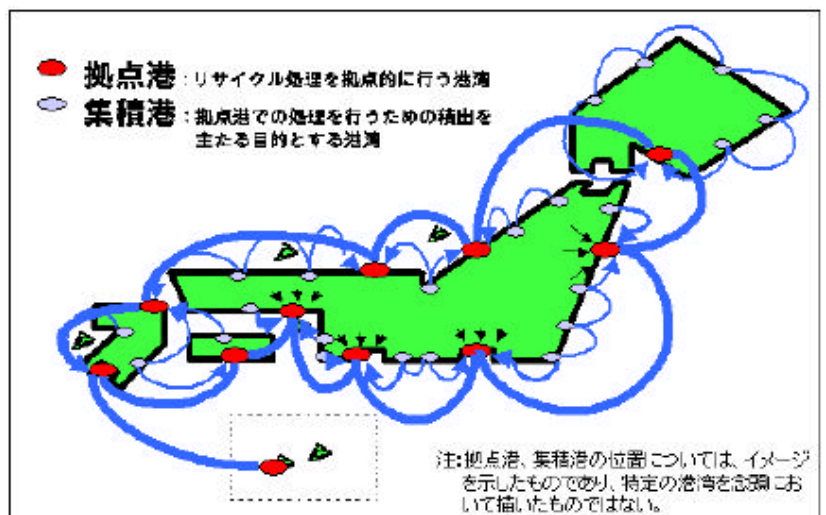 拠点港：リサイクル処理を拠点的に行う港湾
集積港：拠点港での処理を行うための積出を
主たる目的とする港湾
注：拠点港、集積港の位置については、イメージ
を示したものであり、特定の港湾を念頭にお
いて描いたものではない。